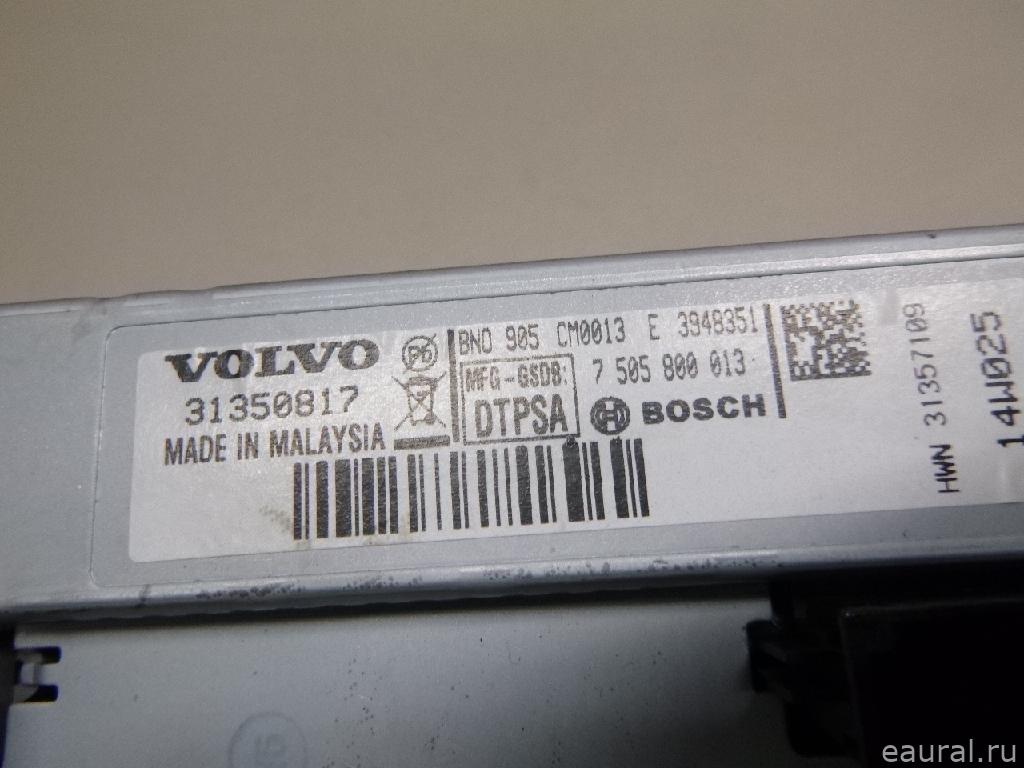 VOLVO
31350817
MADE IN MALAYSIA
Pb
BNO 905 CM0013 E 3948351
MFG-GSDB:
DTPSA
7 505 800 013
BOSCH
HWN 31357109
14W025
eaural.ru